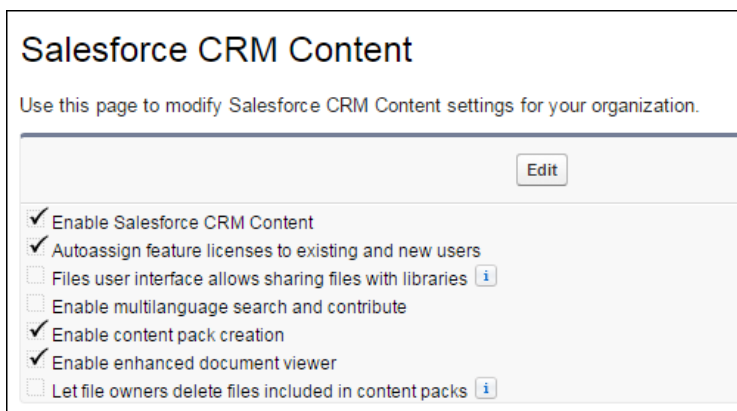 Salesforce CRM Content
Use this page to modify Salesforce CRM Content settings for your organization.
Edit
Enable Salesforce CRM Content
Autoassign feature licenses to existing and new users
Files user interface allows sharing files with libraries i
Enable multilanguage search and contribute
Enable content pack creation
Enable enhanced document viewer
Let file owners delete files included in content packs i